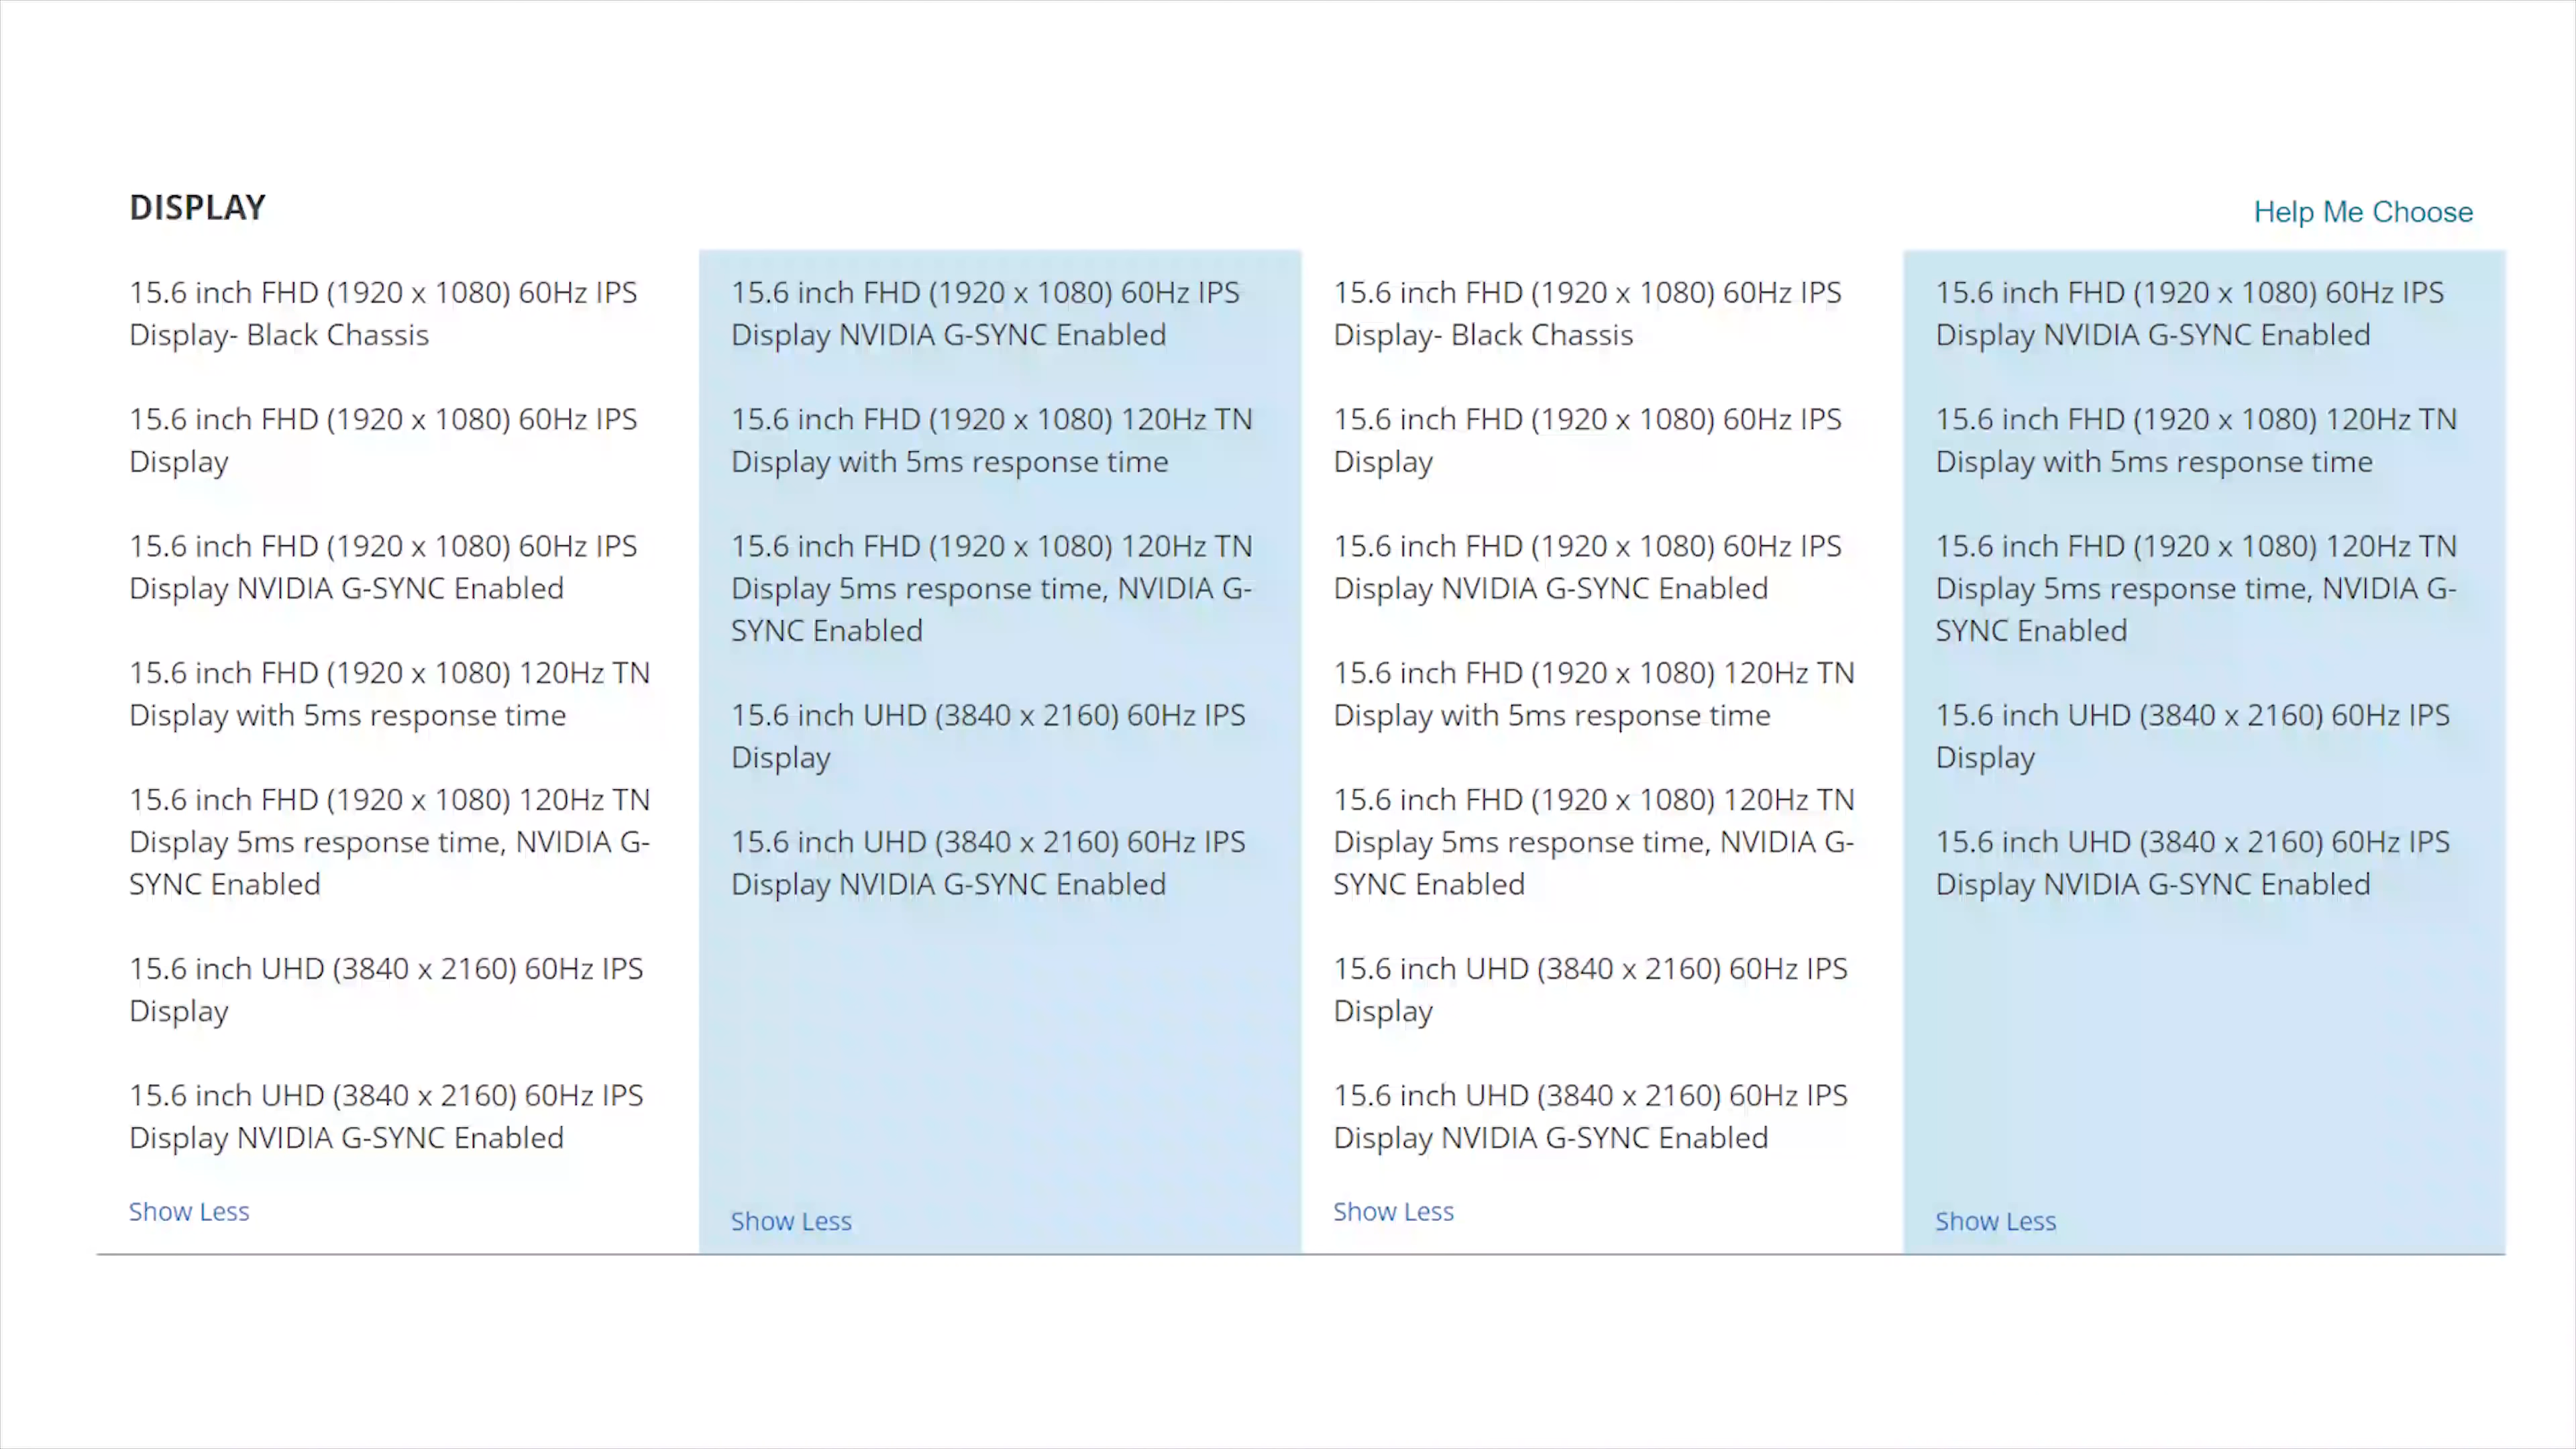 DISPLAY
Help Me Choose
15.6 inch FHD (1920 x 1080) 60Hz IPS
Display- Black Chassis
15.6 inch FHD (1920 x 1080) 60Hz IPS
Display
15.6 inch FHD (1920 x 1080) 60Hz IPS
Display NVIDIA G-SYNC Enabled
15.6 inch FHD (1920 x 1080) 120Hz TN
Display with 5ms response time
15.6 inch FHD (1920 x 1080) 120Hz TN
Display 5ms response time, NVIDIA G-
SYNC Enabled
15.6 inch UHD (3840 x 2160) 60Hz IPS
Display
15.6 inch UHD (3840 x 2160) 60Hz IPS
Display NVIDIA G-SYNC Enabled
Show Less
15.6 inch FHD (1920 x 1080) 60Hz IPS
Display NVIDIA G-SYNC Enabled
15.6 inch FHD (1920 x 1080) 120Hz TN
Display with 5ms response time
15.6 inch FHD (1920 x 1080) 120Hz TN
Display 5ms response time, NVIDIA G-
SYNC Enabled
15.6 inch UHD (3840 x 2160) 60Hz IPS
Display
15.6 inch UHD (3840 x 2160) 60Hz IPS
Display NVIDIA G-SYNC Enabled
Show Less
15.6 inch FHD (1920 x 1080) 60Hz IPS
Display- Black Chassis
15.6 inch FHD (1920 x 1080) 60Hz IPS
Display
15.6 inch FHD (1920 x 1080) 60Hz IPS
Display NVIDIA G-SYNC Enabled
15.6 inch FHD (1920 x 1080) 120Hz TN
Display with 5ms response time
15.6 inch FHD (1920 x 1080) 120Hz TN
Display 5ms response time, NVIDIA G-
SYNC Enabled
15.6 inch UHD (3840 x 2160) 60Hz IPS
Display
15.6 inch UHD (3840 x 2160) 60Hz IPS
Display NVIDIA G-SYNC Enabled
Show Less
15.6 inch FHD (1920 x 1080) 60Hz IPS
Display NVIDIA G-SYNC Enabled
15.6 inch FHD (1920 x 1080) 120Hz TN
Display with 5ms response time
15.6 inch FHD (1920 x 1080) 120Hz TN
Display 5ms response time, NVIDIA G-
SYNC Enabled
15.6 inch UHD (3840 x 2160) 60Hz IPS
Display
15.6 inch UHD (3840 x 2160) 60Hz IPS
Display NVIDIA G-SYNC Enabled
Show Less